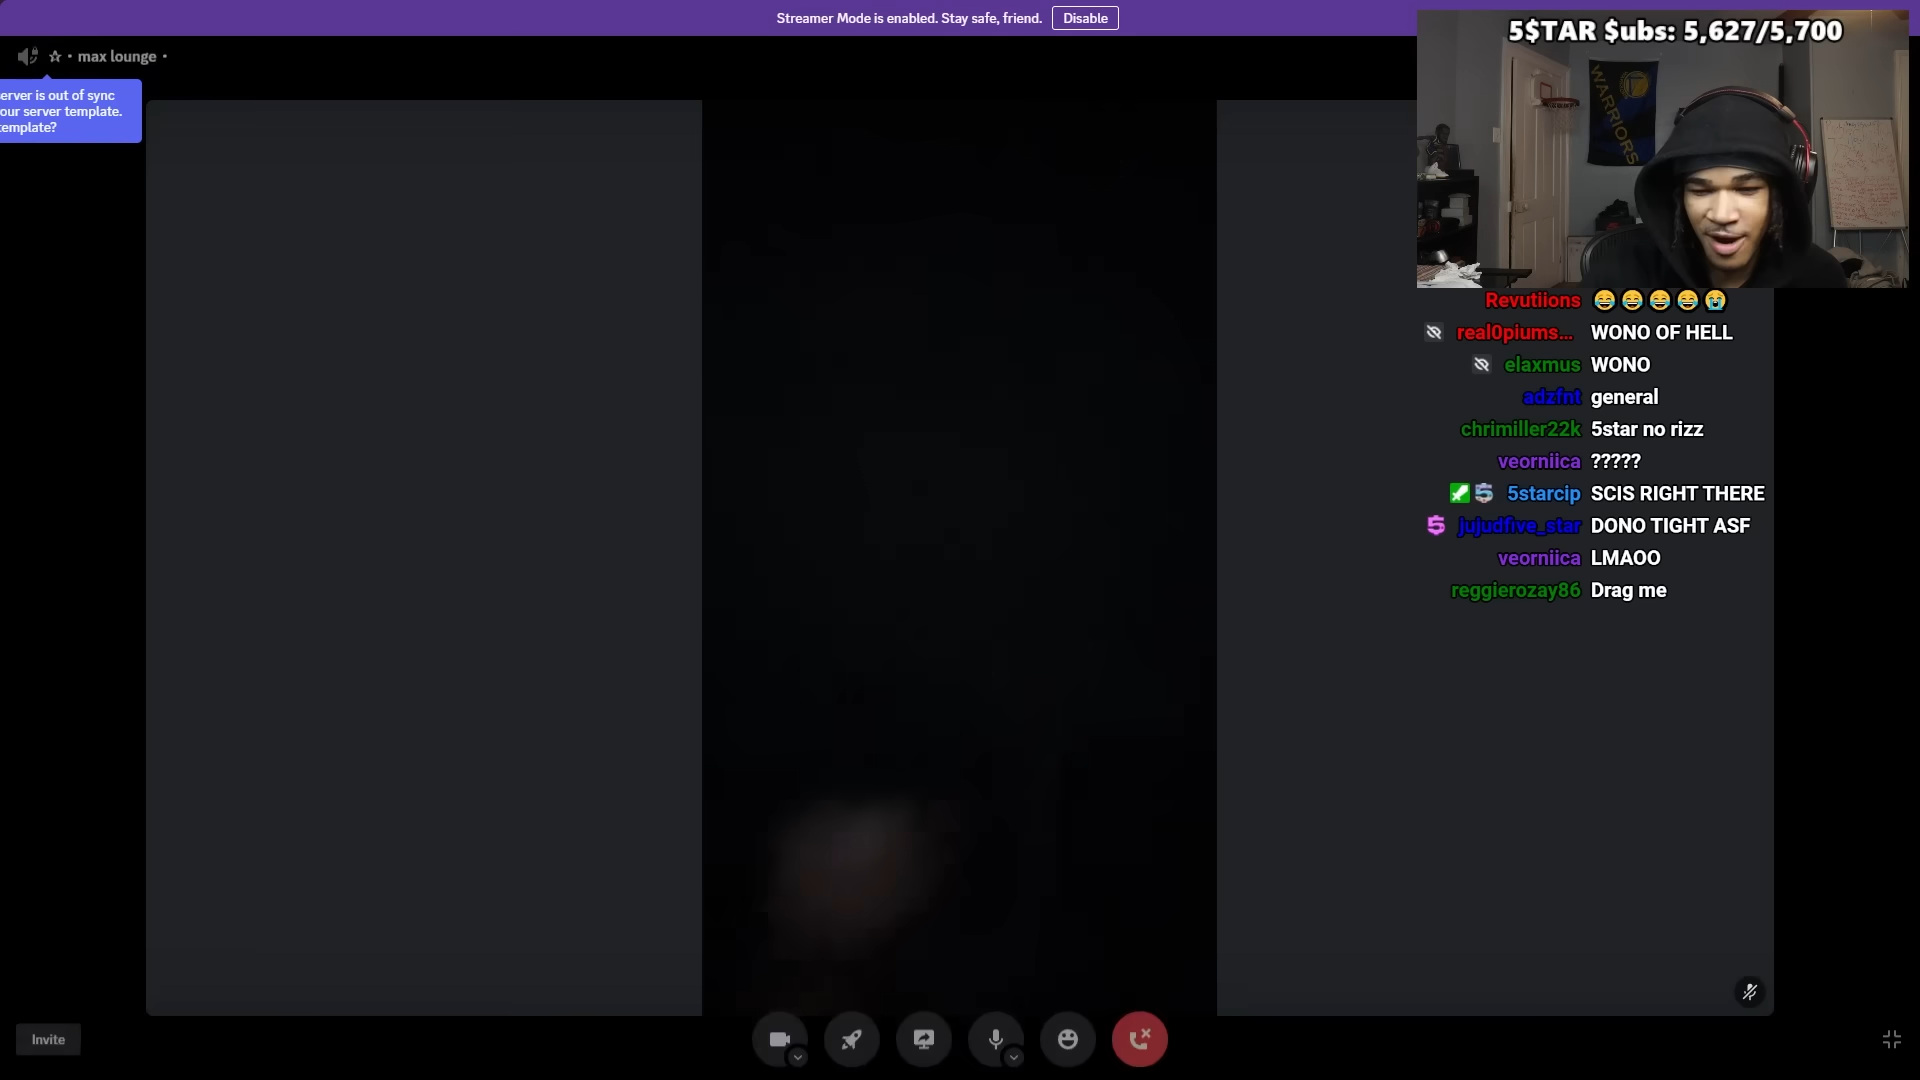 Streamer Mode is enabled. Stay safe, friend. Disable
5$TAR $ubs: 5,627/5,700
max lounge
erver is out of sync
our server template.
template?
WARRIORS
Revutiions 😂😂😂😂😭
real0piums... WONO OF HELL
elaxmus WONO
adzfnt general
chrimiller22k 5star no rizz
veorniica ?????
5starcip SCIS RIGHT THERE
jujudfive_star DONO TIGHT ASF
veorniica LMAOO
reggierozay86 Drag me
Invite